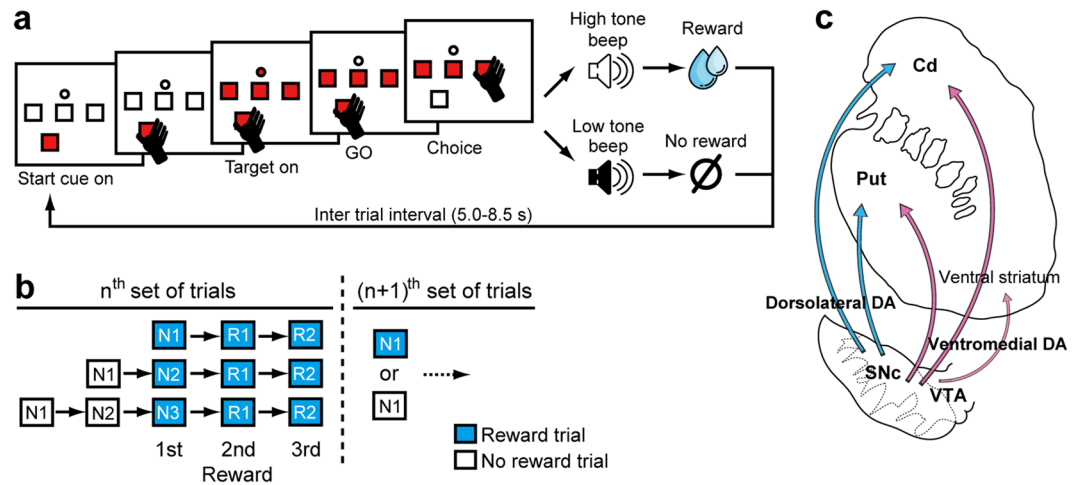 a
High tone
beep
Reward
Low tone
beep
No reward
Start cue on
Target on
GO
Choice
Inter trial interval (5.0-8.5 s)
b
nth set of trials
(n+1)th set of trials
N1
R1
R2
N1
N2
R1
R2
N1
N2
N3
R1
R2
1st
2nd
3rd
Reward
N1
or
N1
Reward trial
No reward trial
c
Cd
Put
Ventral striatum
Dorsolateral DA
Ventromedial DA
SNc
VTA